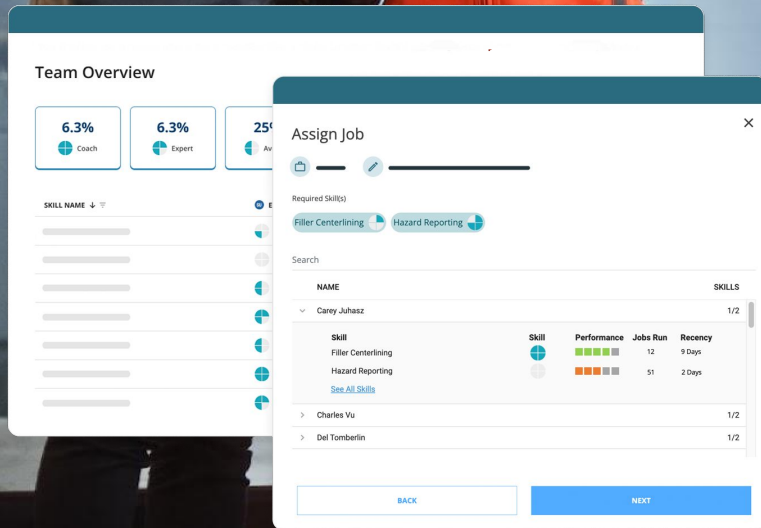 Team Overview
6.3%
Coach
6.3%
Expert
25
Av
SKILL NAME
Assign Job
Required Skill(s)
Filler Centerlining
Hazard Reporting
Search
NAME SKILLS
Carey Juhasz 1/2
Skill Skill Performance Jobs Run Recency
Filler Centerlining 12 9 Days
Hazard Reporting 51 2 Days
See All Skills
Charles Vu 1/2
Del Tomberlin 1/2
BACK NEXT